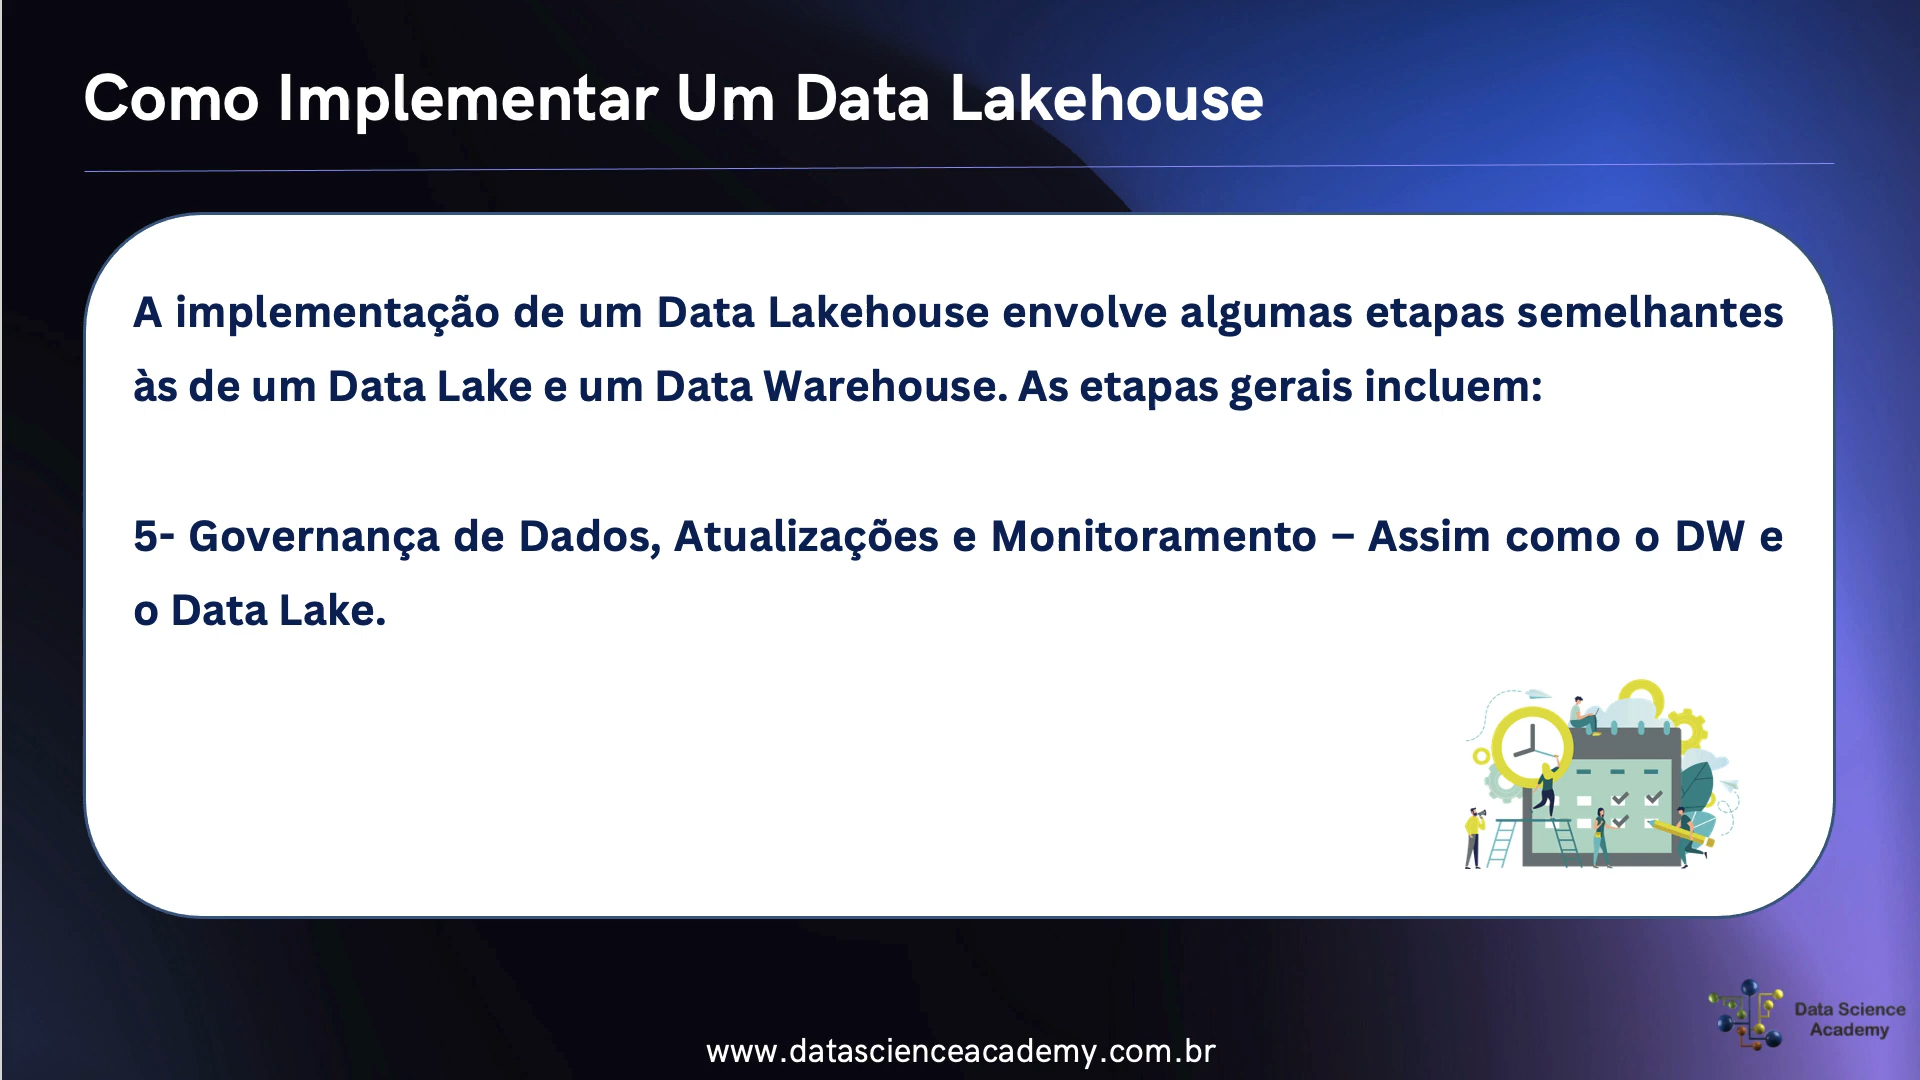 Como Implementar Um Data Lakehouse
A implementação de um Data Lakehouse envolve algumas etapas semelhantes
às de um Data Lake e um Data Warehouse. As etapas gerais incluem:
5- Governança de Dados, Atualizações e Monitoramento – Assim como o DW e
o Data Lake.
Data Science
Academy
www.datascienceacademy.com.br